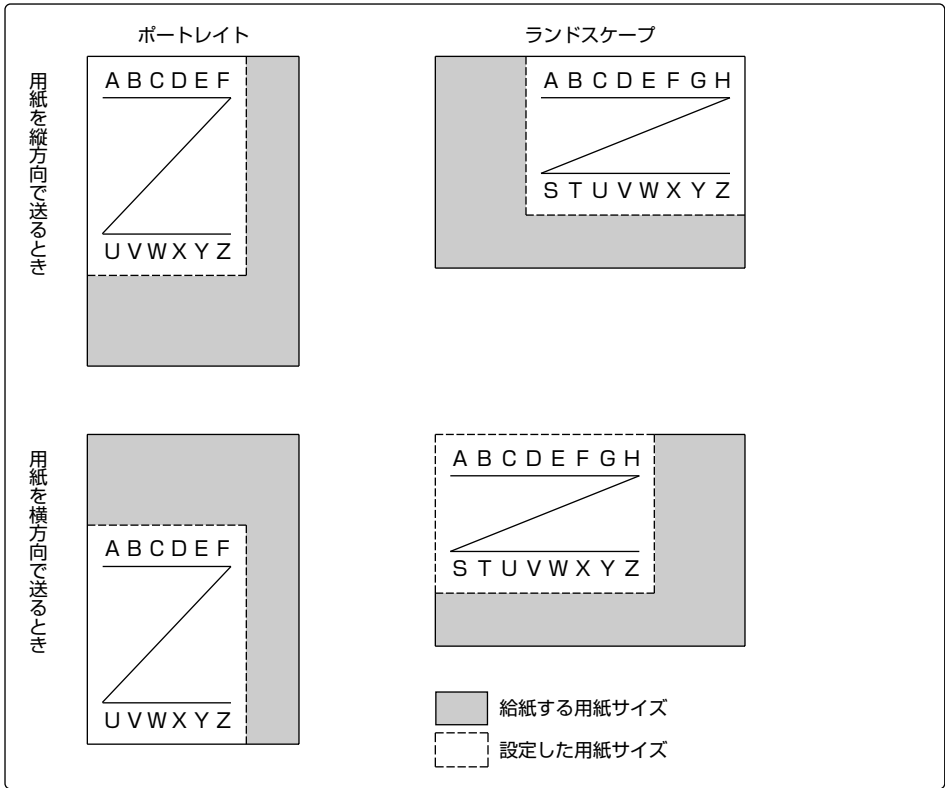 ポートレイト
ランドスケープ
用紙を縦方向で送るとき
A B C D E F
U V W X Y Z
A B C D E F G H
S T U V W X Y Z
用紙を横方向で送るとき
A B C D E F
U V W X Y Z
A B C D E F G H
S T U V W X Y Z
給紙する用紙サイズ
設定した用紙サイズ